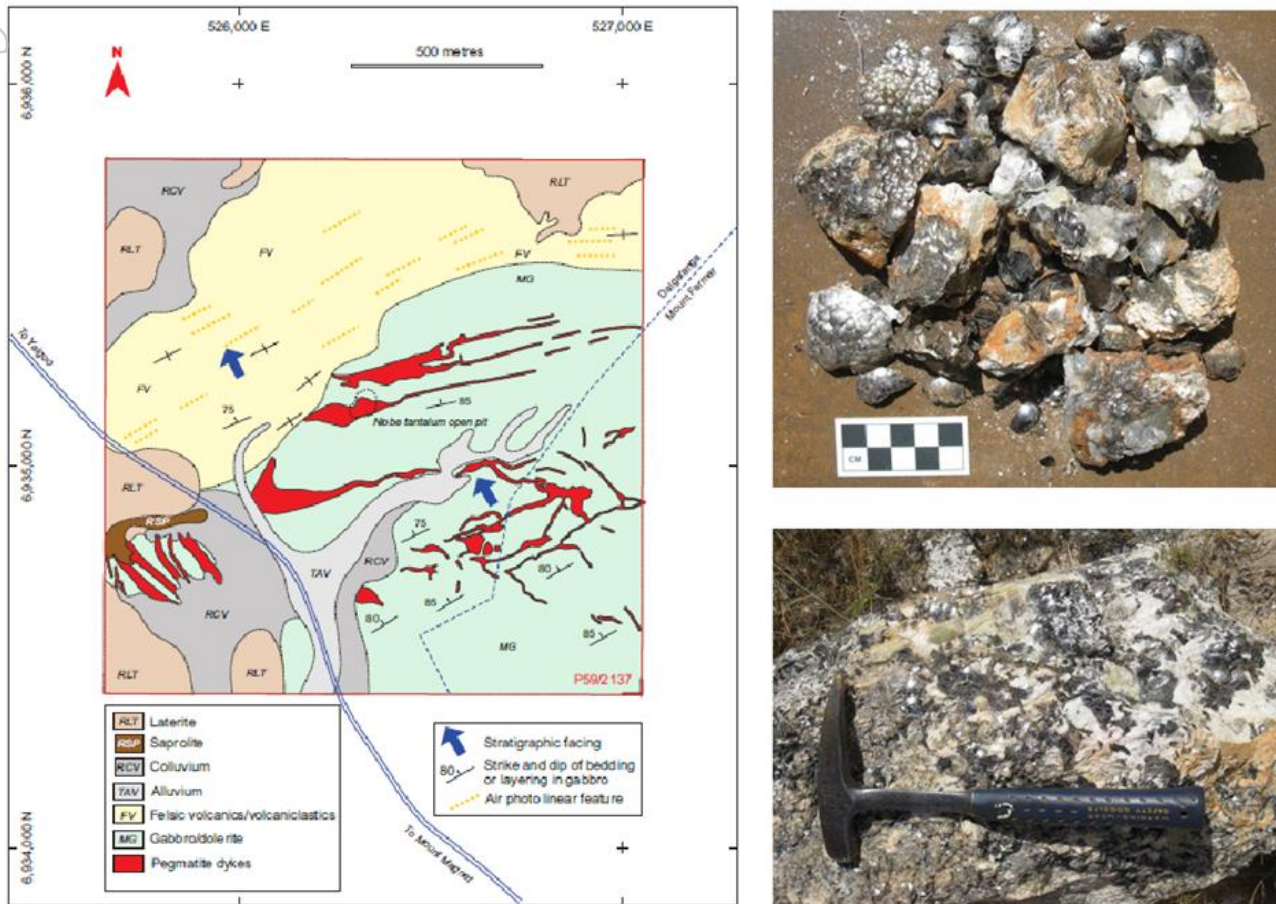 526,000 E
527,000 E
500 metres
N
6,936,000 N
RCV
RLT
RLT
FV
FV
MG
Dalgaranga
Mount Farmer
To Yalgoo
FV
75
85
Niobe tantalum open pit
6,935,000 N
RLT
RSP
75
RCV
TAV
80
85
RCV
80
85
MG
RLT
RLT
P59/2137
RLT Laterite
RSP Saprolite
RCV Colluvium
TAV Alluvium
FV Felsic volcanics/volcaniclastics
MG Gabbro/dolerite
Pegmatite dykes
Stratigraphic facing
80 Strike and dip of bedding
or layering in gabbro
Air photo linear feature
To Mount Magnet
6,934,000 N
CM